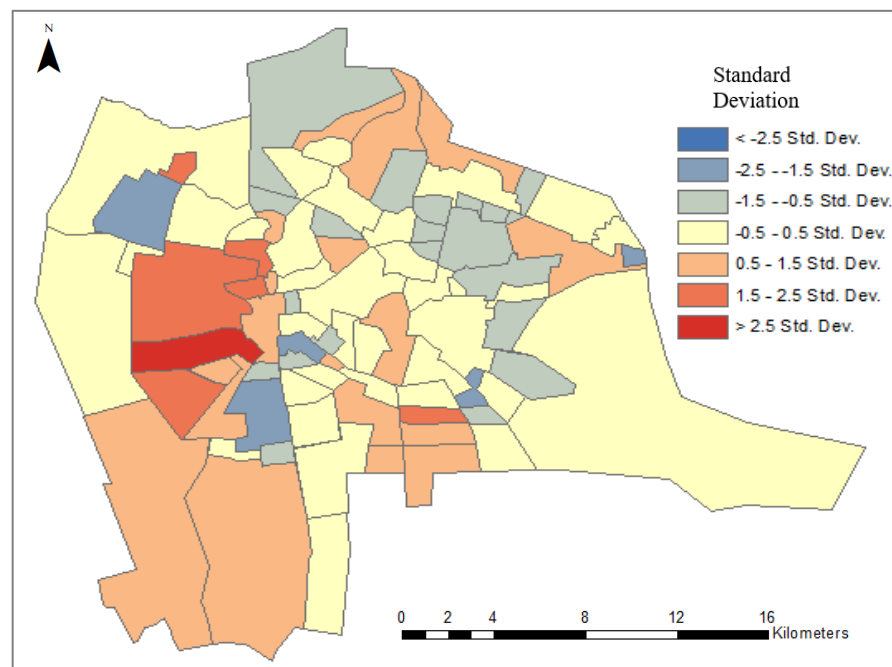 N
Standard
Deviation
< -2.5 Std. Dev.
-2.5 - -1.5 Std. Dev.
-1.5 - -0.5 Std. Dev.
-0.5 - 0.5 Std. Dev.
0.5 - 1.5 Std. Dev.
1.5 - 2.5 Std. Dev.
> 2.5 Std. Dev.
0 2 4 8 12 16
Kilometers